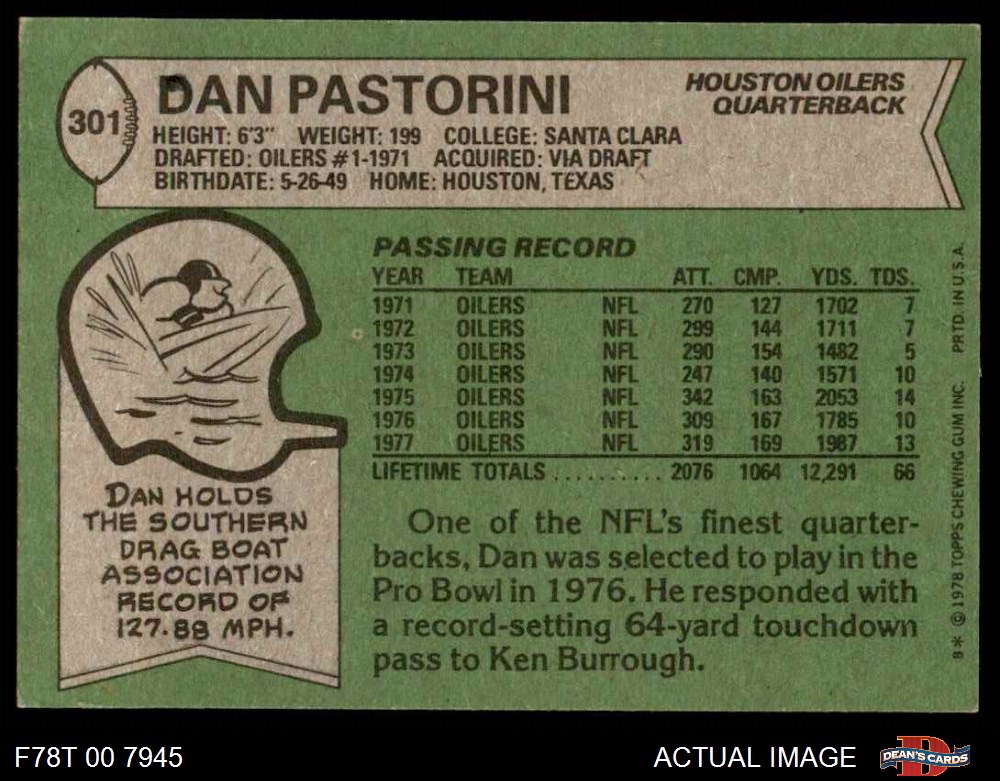 301
DAN PASTORINI
HOUSTON OILERS
QUARTERBACK
HEIGHT: 6'3" WEIGHT: 199 COLLEGE: SANTA CLARA
DRAFTED: OILERS #1-1971 ACQUIRED: VIA DRAFT
BIRTHDATE: 5-26-49 HOME: HOUSTON, TEXAS
DAN HOLDS
THE SOUTHERN
DRAG BOAT
ASSOCIATION
RECORD OF
127.88 MPH.
PASSING RECORD
YEAR TEAM ATT. CMP. YDS. TDS.
1971 OILERS NFL 270 127 1702 7
1972 OILERS NFL 299 144 1711 7
1973 OILERS NFL 290 154 1482 5
1974 OILERS NFL 247 140 1571 10
1975 OILERS NFL 342 163 2053 14
1976 OILERS NFL 309 167 1785 10
1977 OILERS NFL 319 169 1987 13
LIFETIME TOTALS .......... 2076 1064 12,291 66
One of the NFL's finest quarter-
backs, Dan was selected to play in the
Pro Bowl in 1976. He responded with
a record-setting 64-yard touchdown
pass to Ken Burrough.
B* © 1978 TOPPS CHEWING GUM INC. PRTD. IN U.S.A.
F78T 00 7945
ACTUAL IMAGE
DEAN'S CARDS